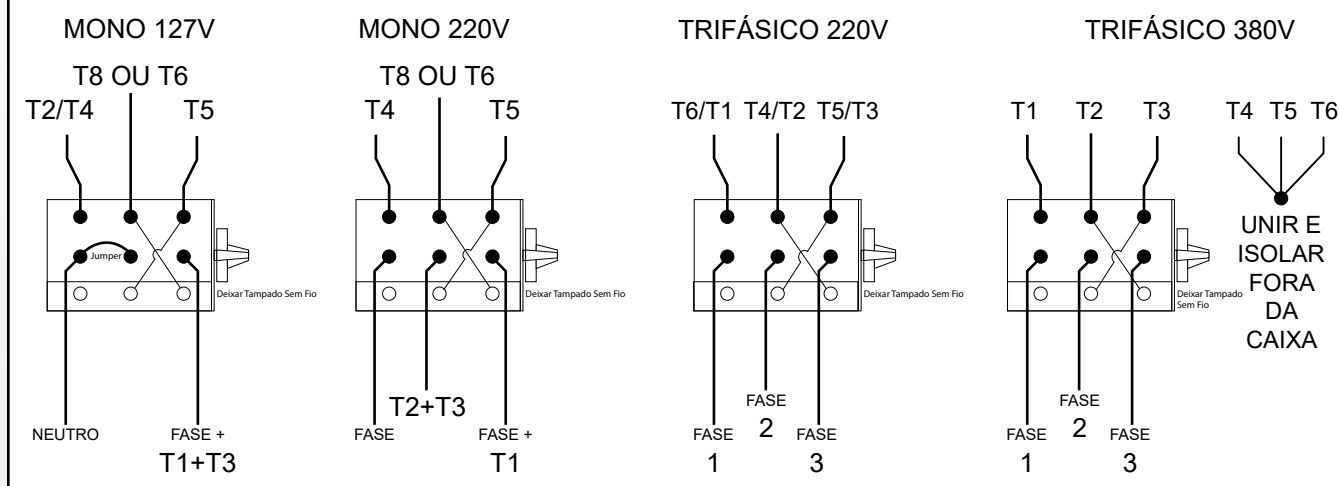 MONO 127V
T8 OU T6
T2/T4 T5
Jumper
Deixar Tampado Sem Fio
NEUTRO
FASE +
T1+T3
MONO 220V
T8 OU T6
T4 T5
Deixar Tampado Sem Fio
T2+T3
FASE
FASE +
T1
TRIFÁSICO 220V
T6/T1 T4/T2 T5/T3
Deixar Tampado Sem Fio
FASE
1
FASE
2
FASE
3
TRIFÁSICO 380V
T1 T2 T3
Deixar Tampado
Sem Fio
FASE
1
FASE
2
FASE
3
T4 T5 T6
UNIR E
ISOLAR
FORA
DA
CAIXA